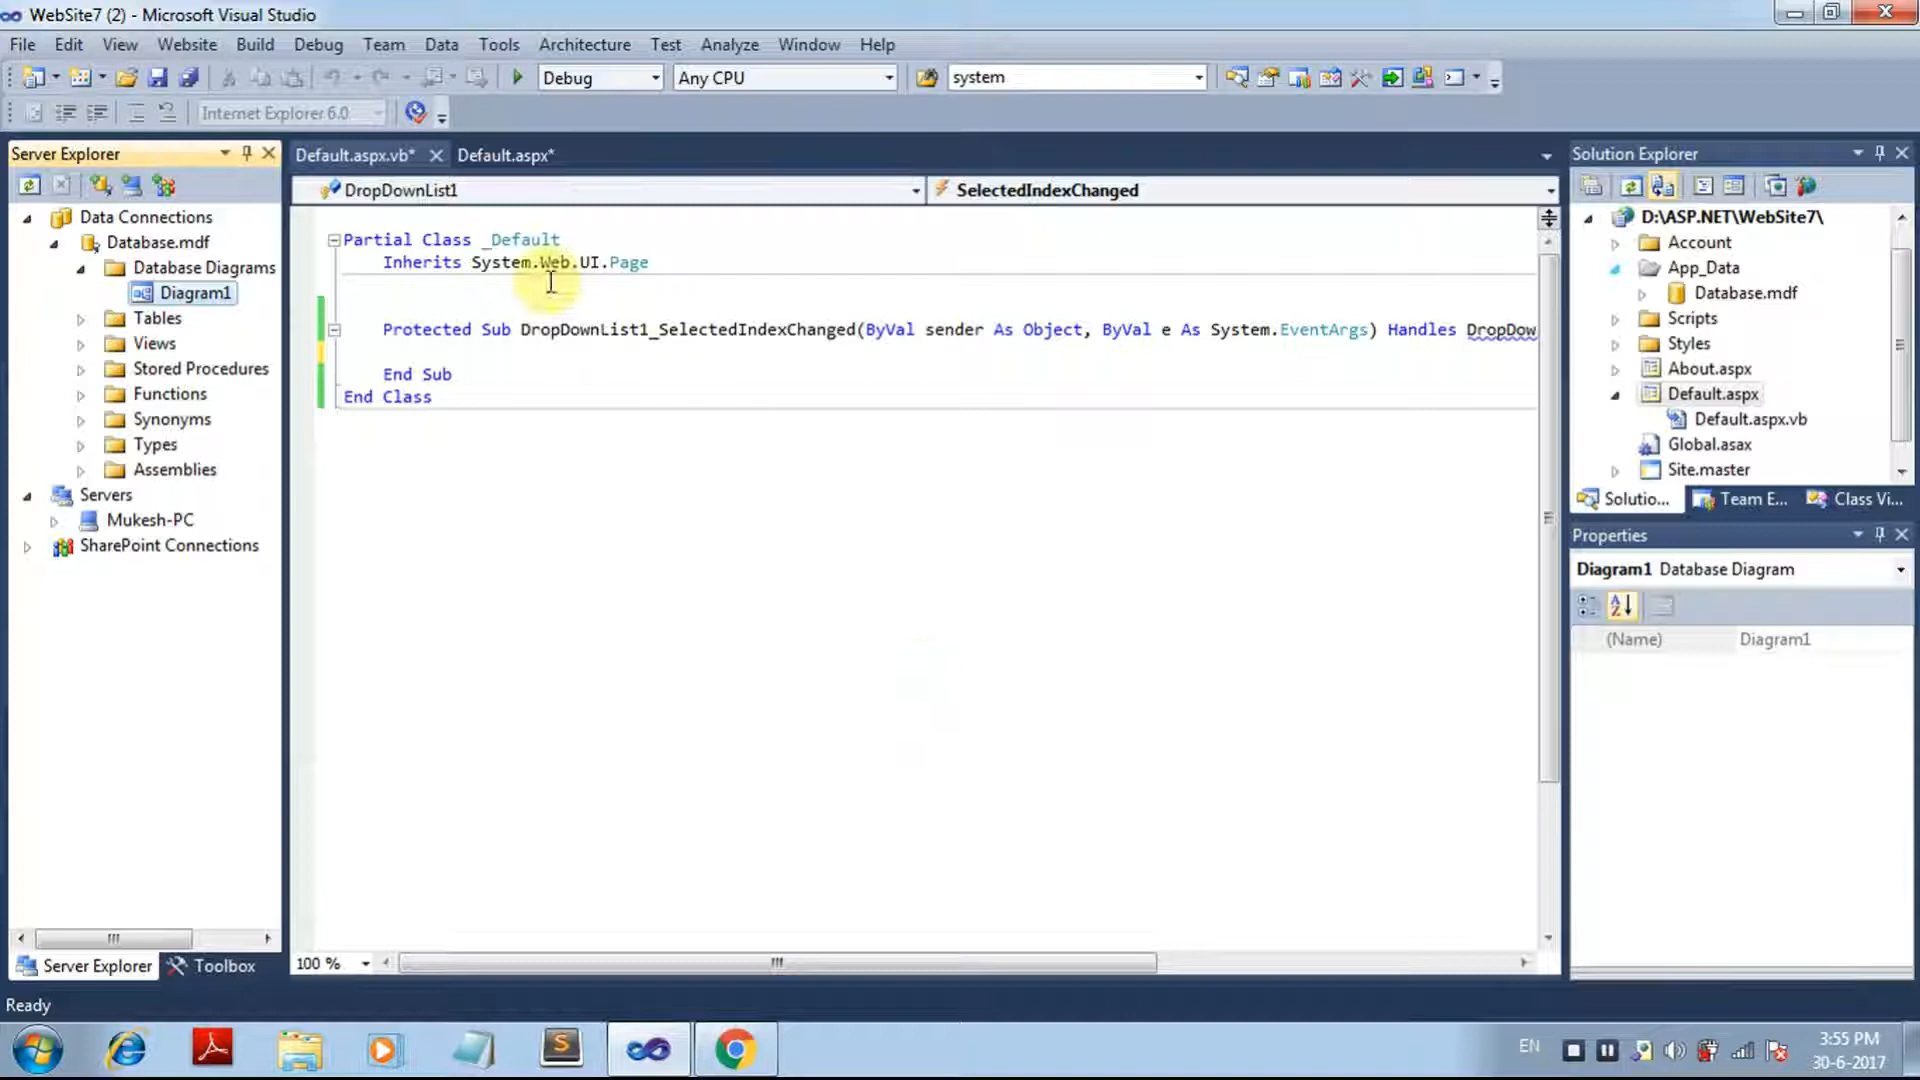 WebSite7 (2) - Microsoft Visual Studio
File Edit View Website Build Debug Team Data Tools Architecture Test Analyze Window Help
Debug Any CPU system
Internet Explorer 6.0
Server Explorer
Data Connections
Database.mdf
Database Diagrams
Diagram1
Tables
Views
Stored Procedures
Functions
Synonyms
Types
Assemblies
Servers
Mukesh-PC
SharePoint Connections
Server Explorer Toolbox
Default.aspx.vb* Default.aspx*
DropDownList1 SelectedIndexChanged
Partial Class _Default
Inherits System.Web.UI.Page
Protected Sub DropDownList1_SelectedIndexChanged(ByVal sender As Object, ByVal e As System.EventArgs) Handles DropDow
End Sub
End Class
100 %
Solution Explorer
D:\ASP.NET\WebSite7\
Account
App_Data
Database.mdf
Scripts
Styles
About.aspx
Default.aspx
Default.aspx.vb
Global.asax
Site.master
Solutio... Team E... Class Vi...
Properties
Diagram1 Database Diagram
(Name) Diagram1
Ready
EN
3:55 PM
30-6-2017